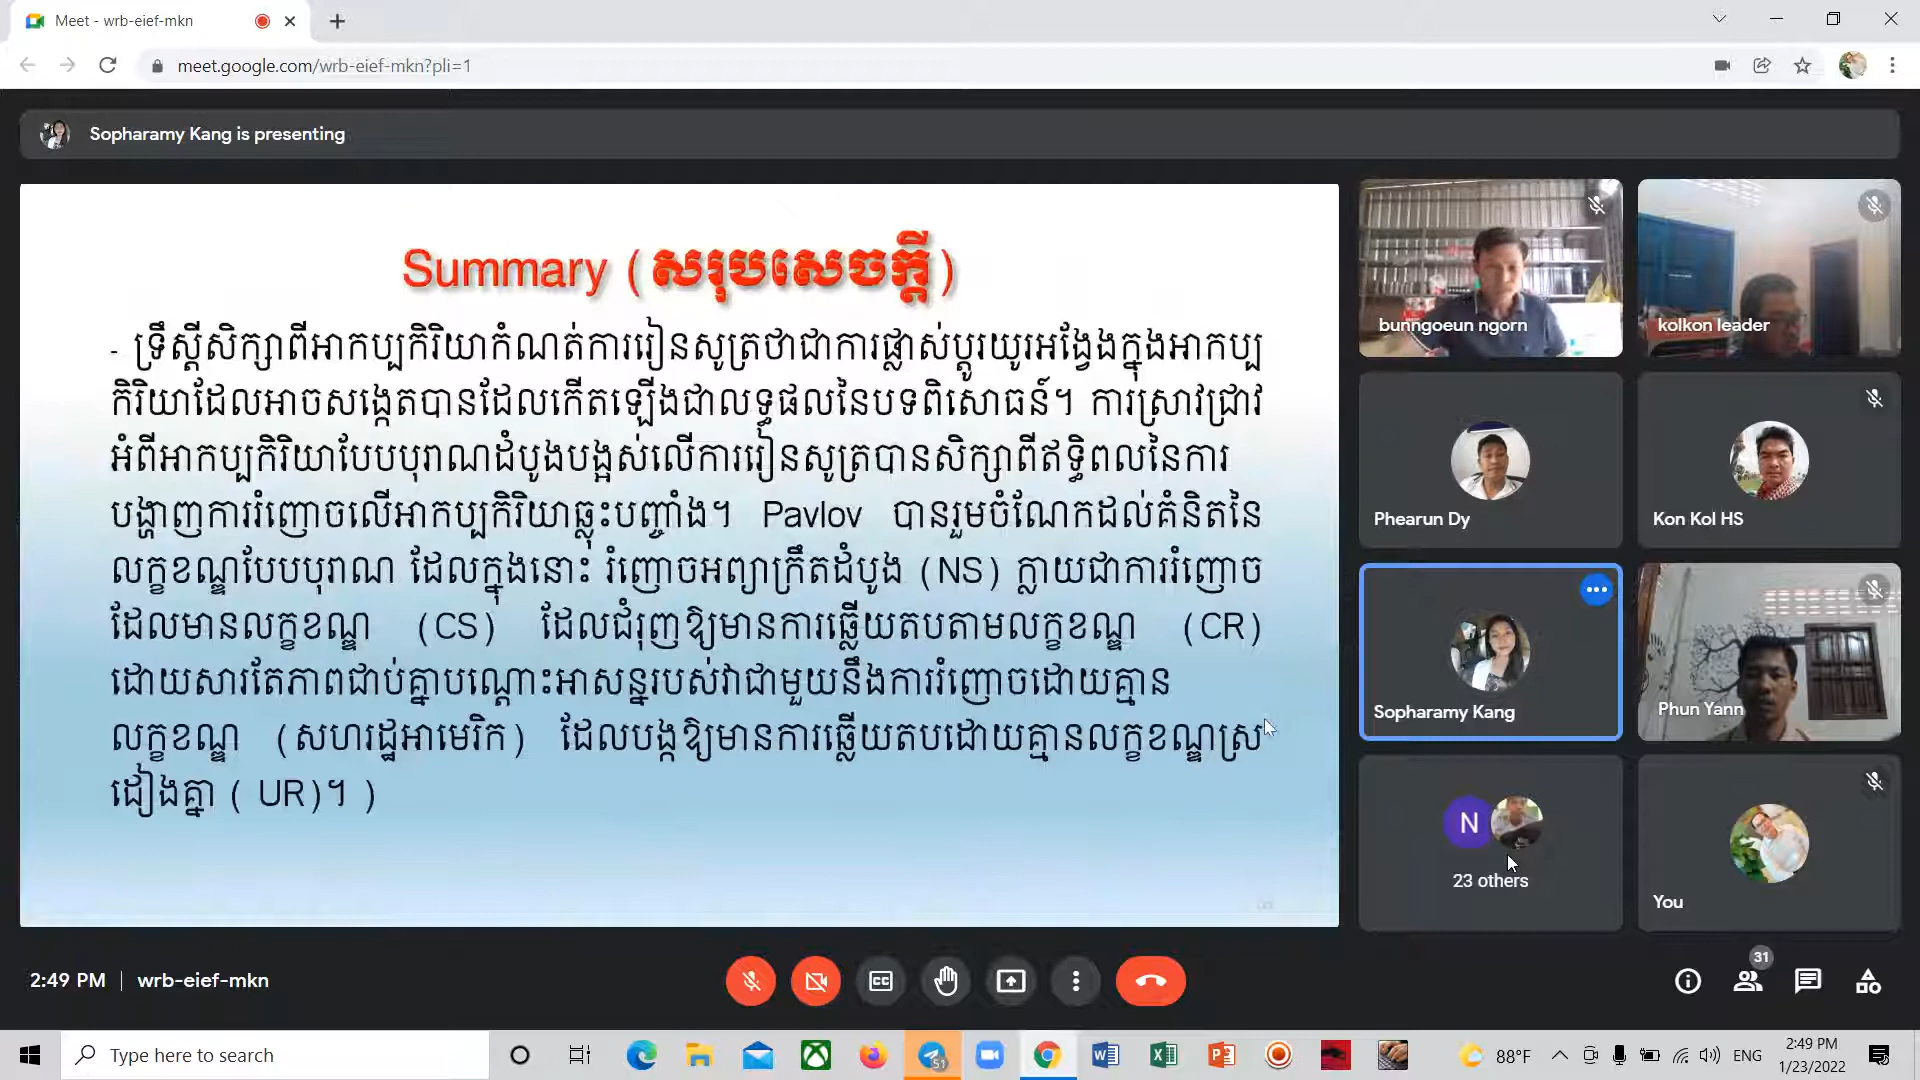 Meet - wrb-eief-mkn
meet.google.com/wrb-eief-mkn?pli=1
Sopharamy Kang is presenting
Summary (សរុបសេចក្តី)
- ទ្រឹស្តីសិក្សាពីអាកប្បកិរិយាកំណត់ការរៀនសូត្រថាជាការផ្លាស់ប្តូរយូរអង្វែងក្នុងអាកប្ប
កិរិយាដែលអាចសង្កេតបានដែលកើតឡើងជាលទ្ធផលនៃបទពិសោធន៍។ ការស្រាវជ្រាវ
អំពីអាកប្បកិរិយាបែបបុរាណដំបូងបង្អស់លើការរៀនសូត្របានសិក្សាពីឥទ្ធិពលនៃការ
បង្ហាញការរំញោចលើអាកប្បកិរិយាឆ្លុះបញ្ចាំង។ Pavlov បានរួមចំណែកដល់គំនិតនៃ
លក្ខខណ្ឌបែបបុរាណ ដែលក្នុងនោះ រំញោចអព្យាក្រឹតដំបូង (NS) ក្លាយជាការរំញោច
ដែលមានលក្ខខណ្ឌ (CS) ដែលជំរុញឱ្យមានការឆ្លើយតបតាមលក្ខខណ្ឌ (CR)
ដោយសារតែភាពជាប់គ្នាបណ្តោះអាសន្នរបស់វាជាមួយនឹងការរំញោចដោយគ្មាន
លក្ខខណ្ឌ (សហរដ្ឋអាមេរិក) ដែលបង្កឱ្យមានការឆ្លើយតបដោយគ្មានលក្ខខណ្ឌស្រ
ដៀងគ្នា ( UR)។ )
bunngoeun ngorn
kolkon leader
Phearun Dy
Kon Kol HS
Sopharamy Kang
Phun Yann
N
23 others
You
2:49 PM | wrb-eief-mkn
31
Type here to search
51
88°F
ENG
2:49 PM
1/23/2022